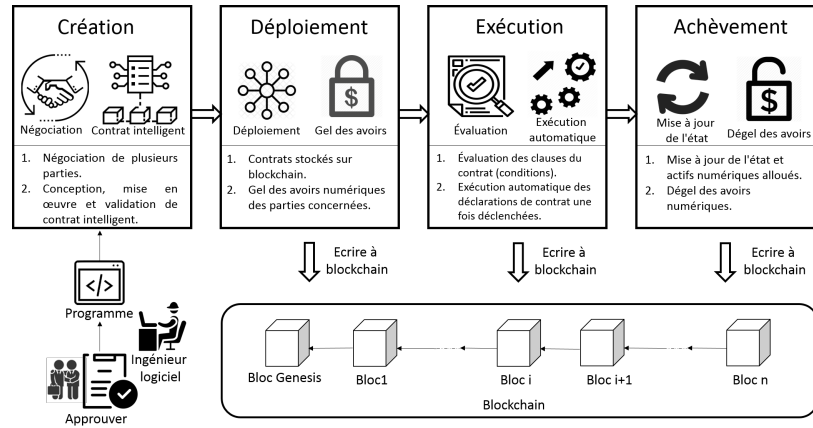 Création
Négociation
Contrat intelligent
1. Négociation de plusieurs
parties.
2. Conception, mise en
œuvre et validation de
contrat intelligent.
Déploiement
Déploiement
Gel des avoirs
1. Contrats stockés sur
blockchain.
2. Gel des avoirs numériques
des parties concernées.
Exécution
Évaluation
Exécution
automatique
1. Évaluation des clauses du
contrat (conditions).
2. Exécution automatique des
déclarations de contrat une
fois déclenchées.
Achèvement
Mise à jour
de l'état
Dégel des avoirs
1. Mise à jour de l'état et
actifs numériques alloués.
2. Dégel des avoirs
numériques.
Ecrire à
blockchain
Ecrire à
blockchain
Ecrire à
blockchain
</>
Programme
Ingénieur
logiciel
Approuver
$
$
Bloc Genesis
Bloc1
Bloc i
Bloc i+1
Bloc n
Blockchain